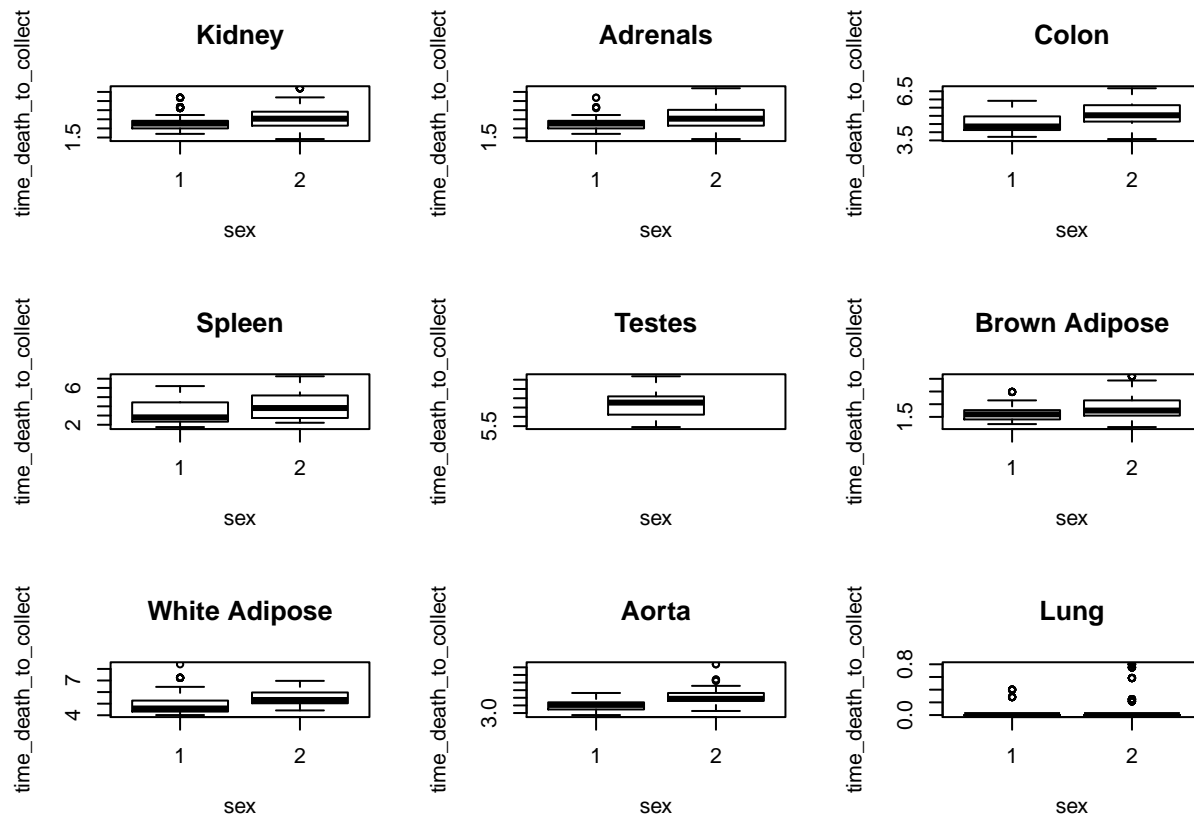 Kidney
time_death_to_collect
1.5
1 2
sex
Adrenals
time_death_to_collect
1.5
1 2
sex
Colon
time_death_to_collect
6.5
3.5
1 2
sex
Spleen
time_death_to_collect
6
2
1 2
sex
Testes
time_death_to_collect
5.5
sex
Brown Adipose
time_death_to_collect
1.5
1 2
sex
White Adipose
time_death_to_collect
7
4
1 2
sex
Aorta
time_death_to_collect
3.0
1 2
sex
Lung
time_death_to_collect
0.8
0.0
1 2
sex